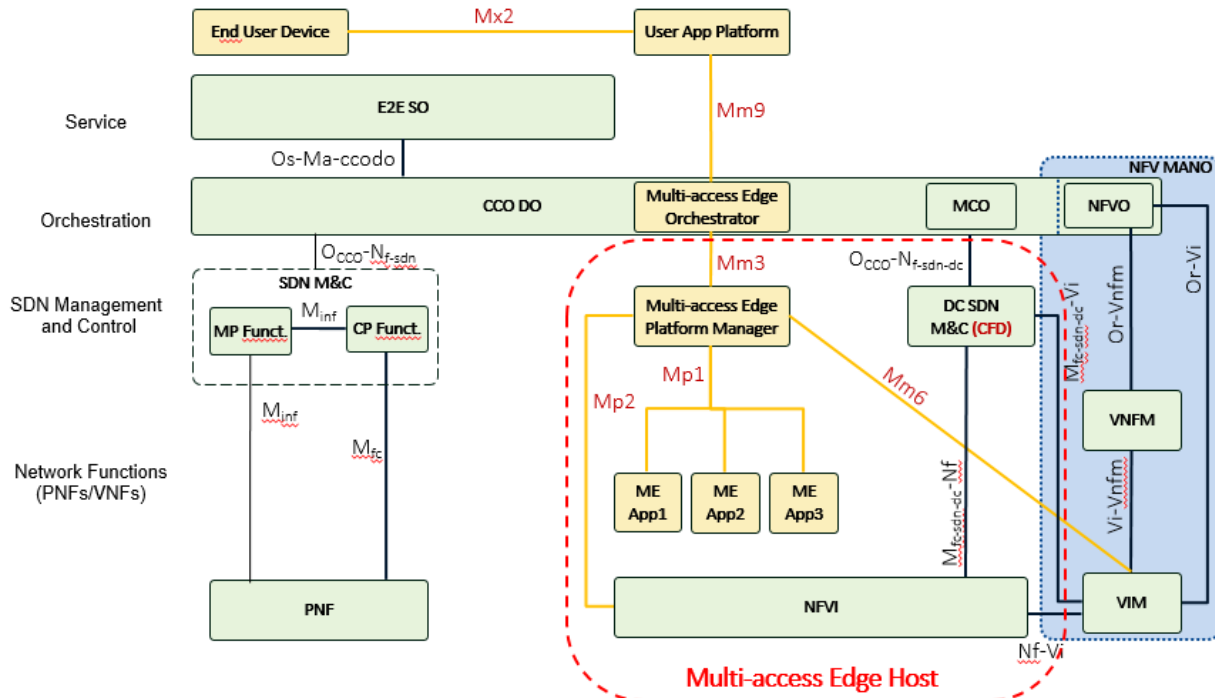 Mx2
End User Device
User App Platform
E2E SO
Service
Mm9
Os-Ma-ccodo
NFV MANO
Multi-access Edge
Orchestrator
CCO DO
MCO
NFVO
Orchestration
OCCO-Nf-sdn
Mm3
OCCO-Nf-sdn-dc
SDN M&C
SDN Management
and Control
Minf
MP Funct.
CP Funct.
Multi-access Edge
Platform Manager
DC SDN
M&C (CFD)
Mfc-sdn-dc-Vi
Or-Vnfm
Or-Vi
Mp1
Mp2
Mm6
Minf
Mfc
VNFM
Network Functions
(PNFs/VNFs)
ME
App1
ME
App2
ME
App3
Mfc-sdn-dc-Nf
Vi-Vnfm
PNF
NFVI
VIM
Nf-Vi
Multi-access Edge Host